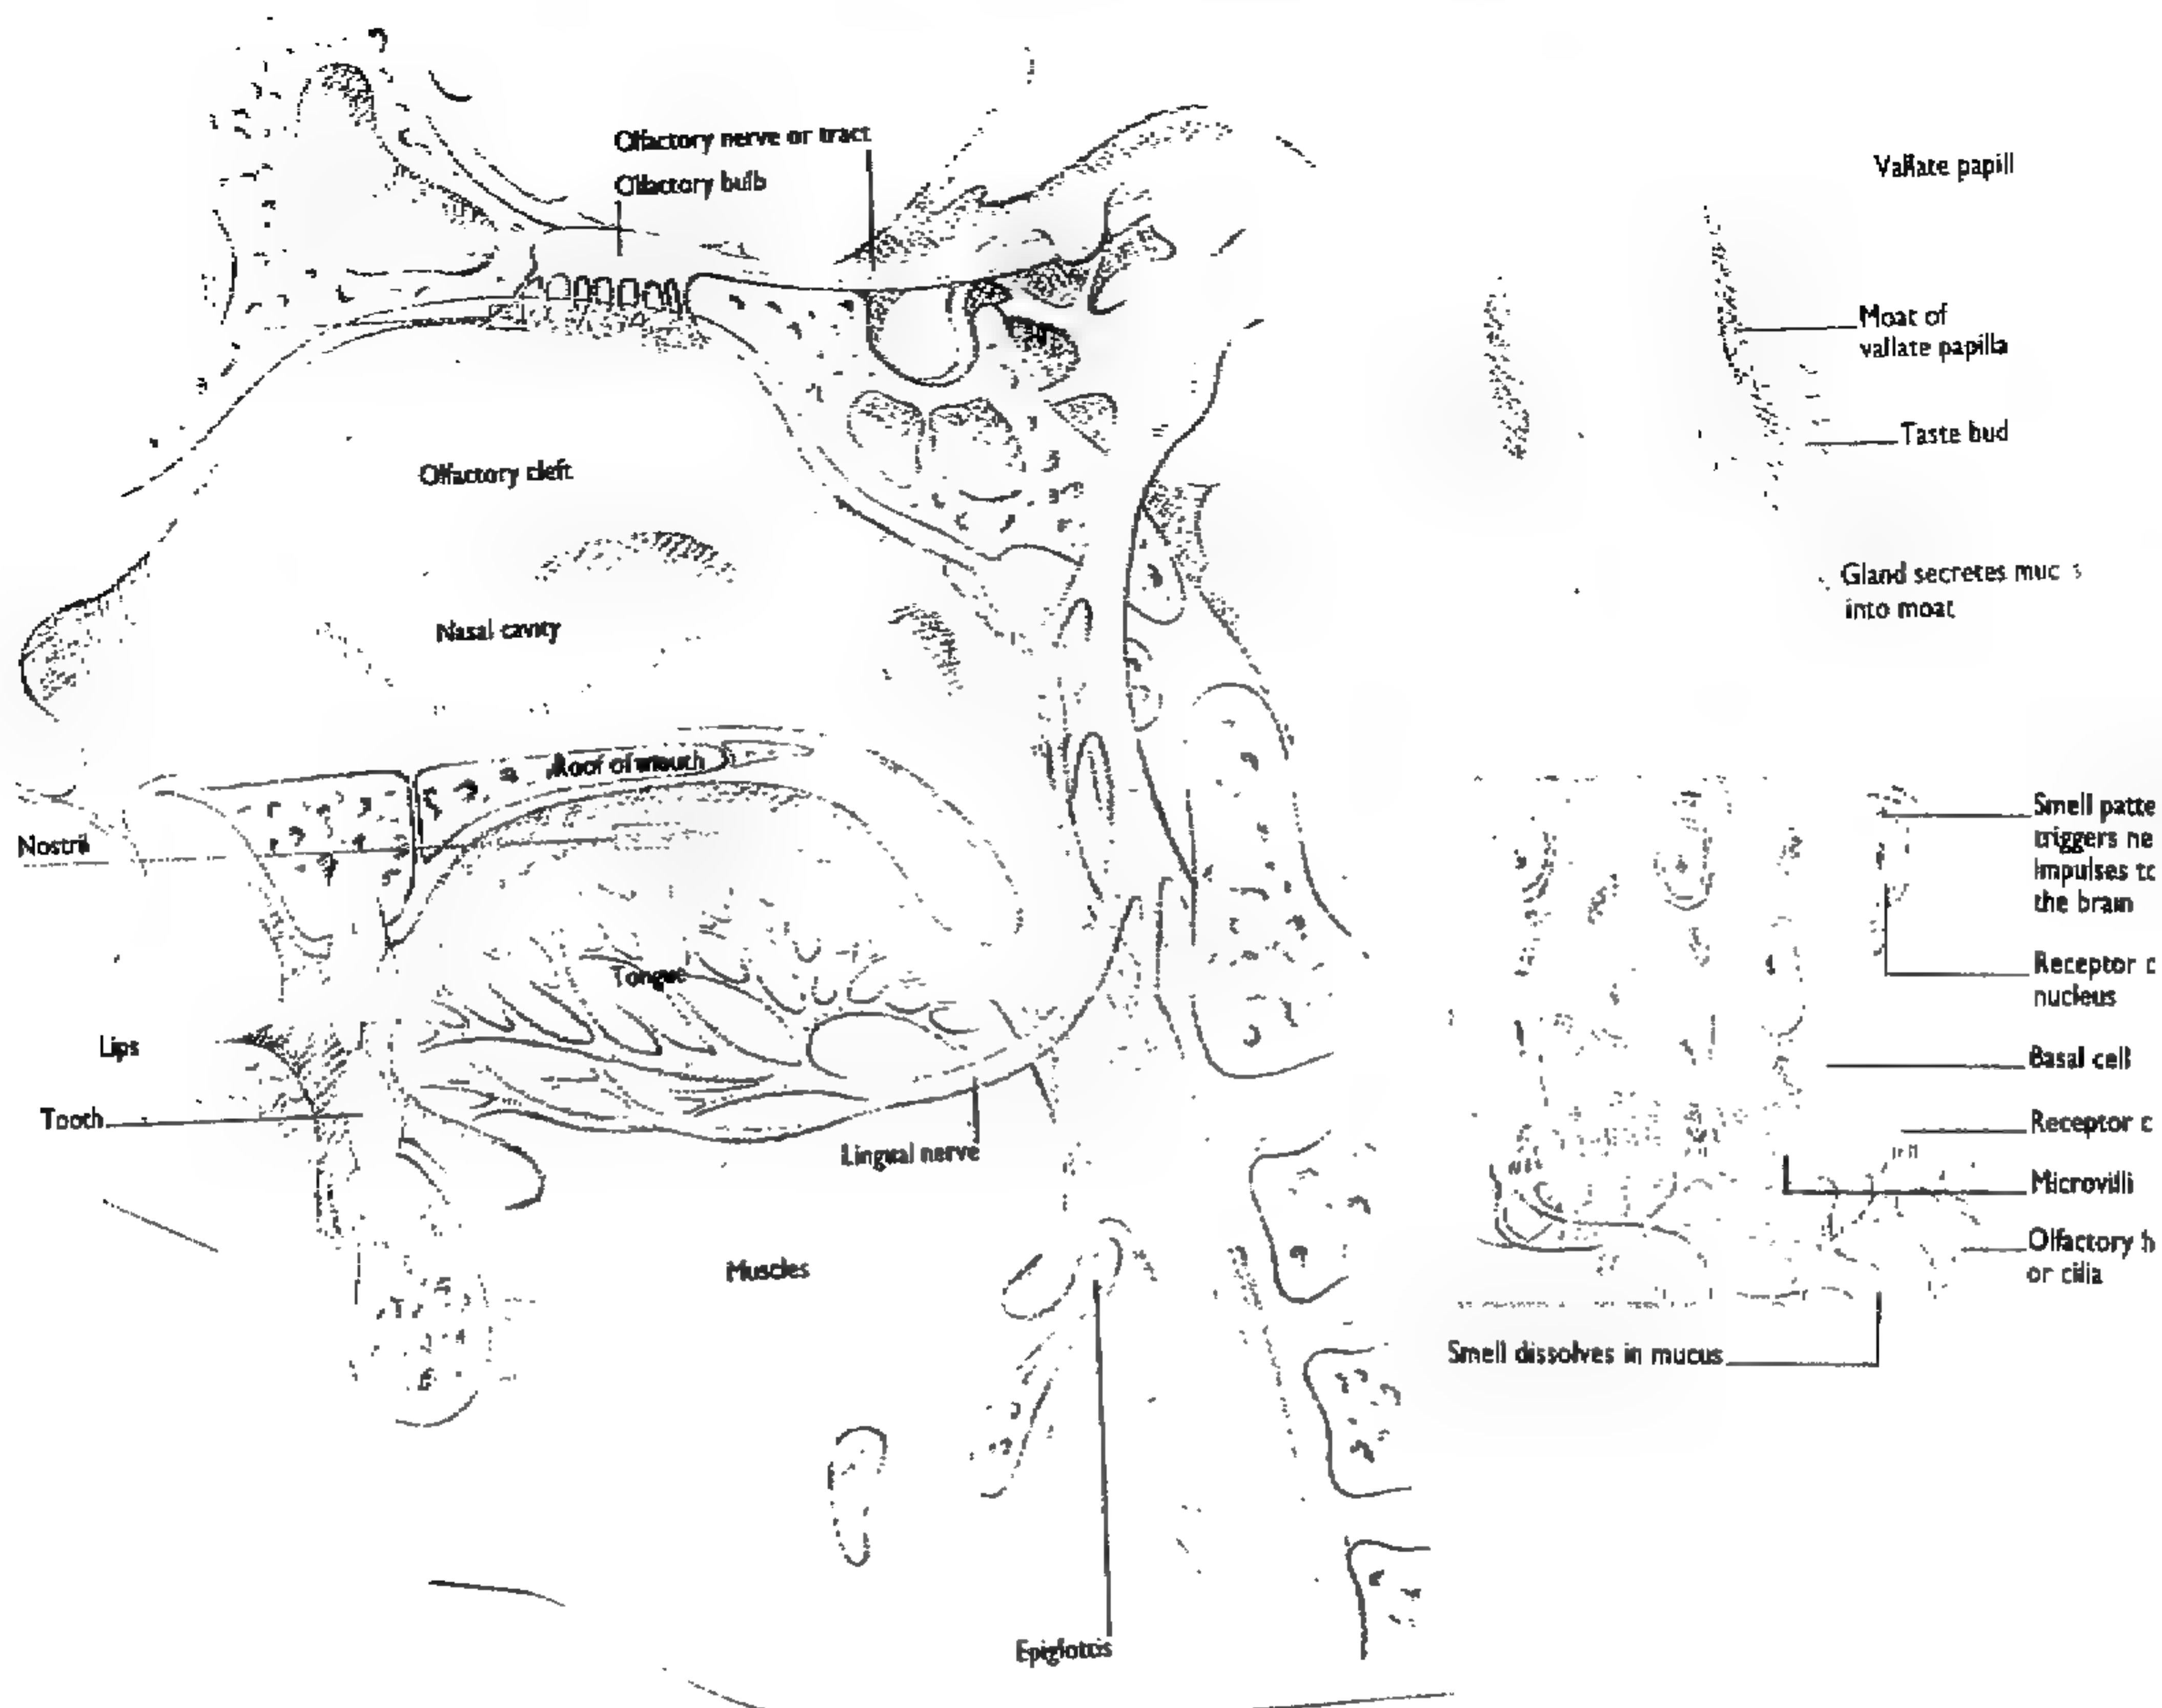 Olfactory nerve or tract
Olfactory bulb
Olfactory cleft
Nasal cavity
Roof of mouth
Nostril
Tongue
Lips
Tooth
Lingual nerve
Muscles
Epiglottis
Vallate papill
Moat of
vallate papilla
Taste bud
Gland secretes muc s
into moat
Smell patte
triggers ne
impulses to
the brain
Receptor c
nucleus
Basal cell
Receptor c
Microvilli
Olfactory h
or cilia
Smell dissolves in mucus